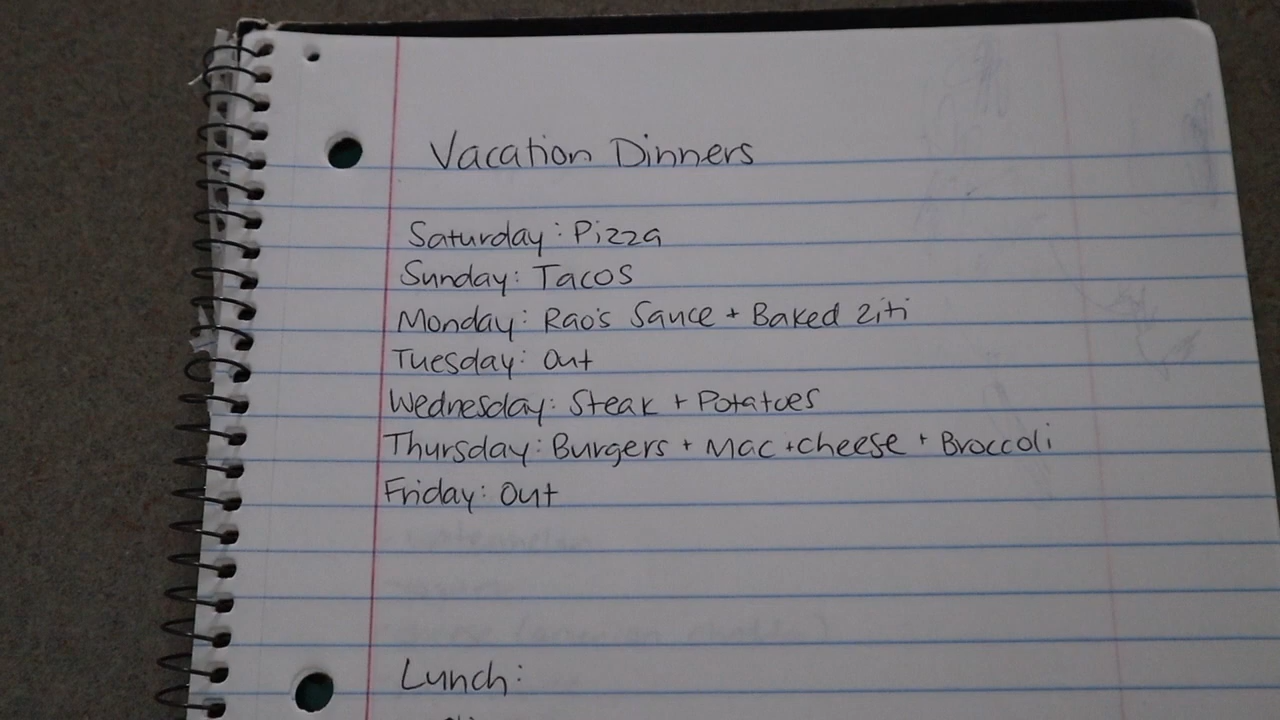 Vacation Dinners
Saturday: Pizza
Sunday: Tacos
Monday: Rao's Sauce + Baked Ziti
Tuesday: Out
Wednesday: Steak + Potatoes
Thursday: Burgers + Mac + cheese + Broccoli
Friday: Out
Lunch: